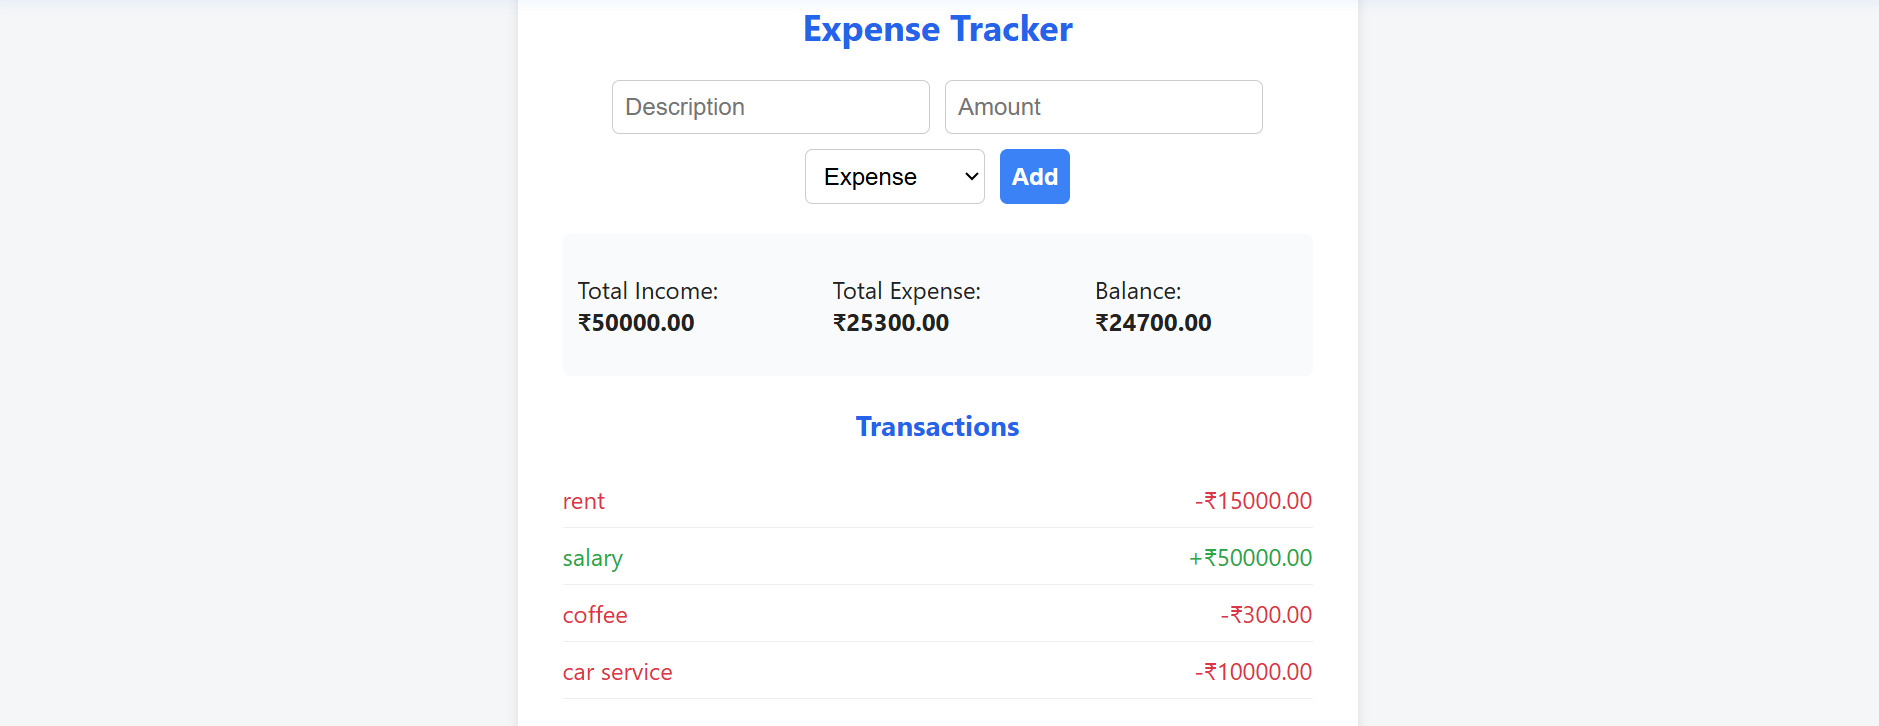 Expense Tracker
Description Amount
Expense Add
Total Income: Total Expense: Balance:
₹50000.00 ₹25300.00 ₹24700.00
Transactions
rent -₹15000.00
salary +₹50000.00
coffee -₹300.00
car service -₹10000.00